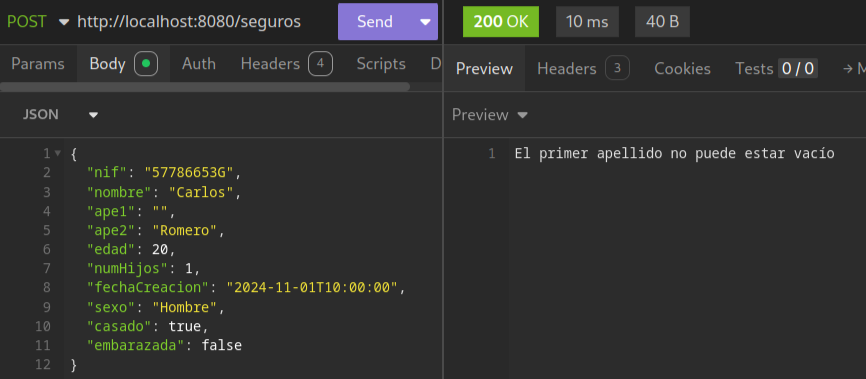 POST http://localhost:8080/seguros Send
Params Body Auth Headers 4 Scripts D
JSON
1 {
2 "nif": "57786653G",
3 "nombre": "Carlos",
4 "ape1": "",
5 "ape2": "Romero",
6 "edad": 20,
7 "numHijos": 1,
8 "fechaCreacion": "2024-11-01T10:00:00",
9 "sexo": "Hombre",
10 "casado": true,
11 "embarazada": false
12 }
200 OK 10 ms 40 B
Preview Headers 3 Cookies Tests 0 / 0 → M
Preview
1 El primer apellido no puede estar vacío